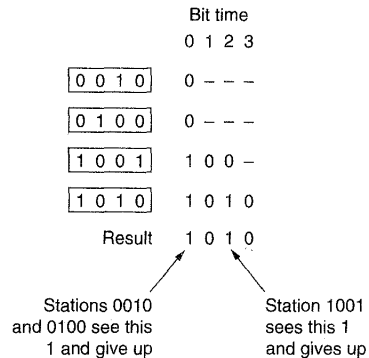 Bit time
0 1 2 3
0 0 1 0 0 – – –
0 1 0 0 0 – – –
1 0 0 1 1 0 0 –
1 0 1 0 1 0 1 0
Result 1 0 1 0
Stations 0010 Station 1001
and 0100 see this sees this 1
1 and give up and gives up